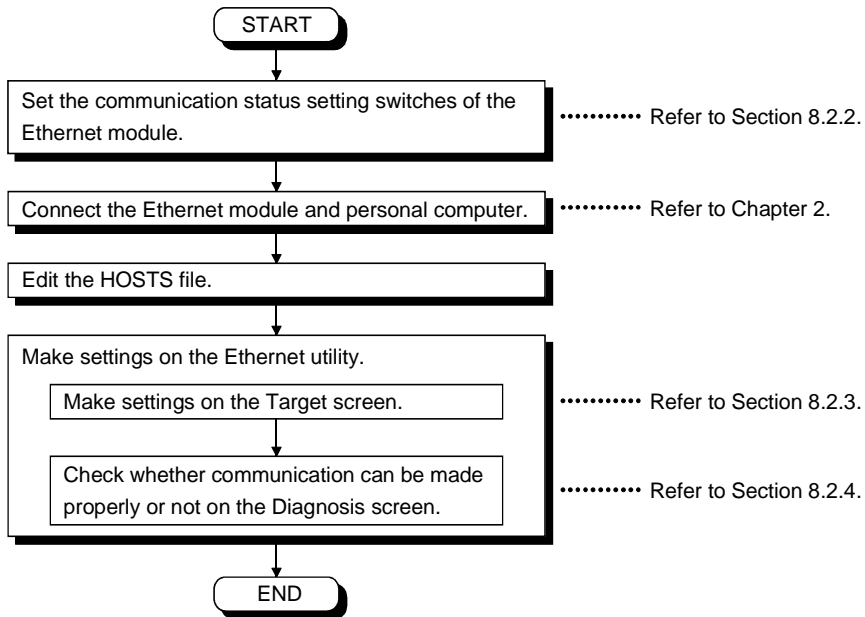 START
Set the communication status setting switches of the
Ethernet module.
••••••••••• Refer to Section 8.2.2.
Connect the Ethernet module and personal computer.
••••••••••• Refer to Chapter 2.
Edit the HOSTS file.
Make settings on the Ethernet utility.
Make settings on the Target screen.
••••••••••• Refer to Section 8.2.3.
Check whether communication can be made
properly or not on the Diagnosis screen.
••••••••••• Refer to Section 8.2.4.
END